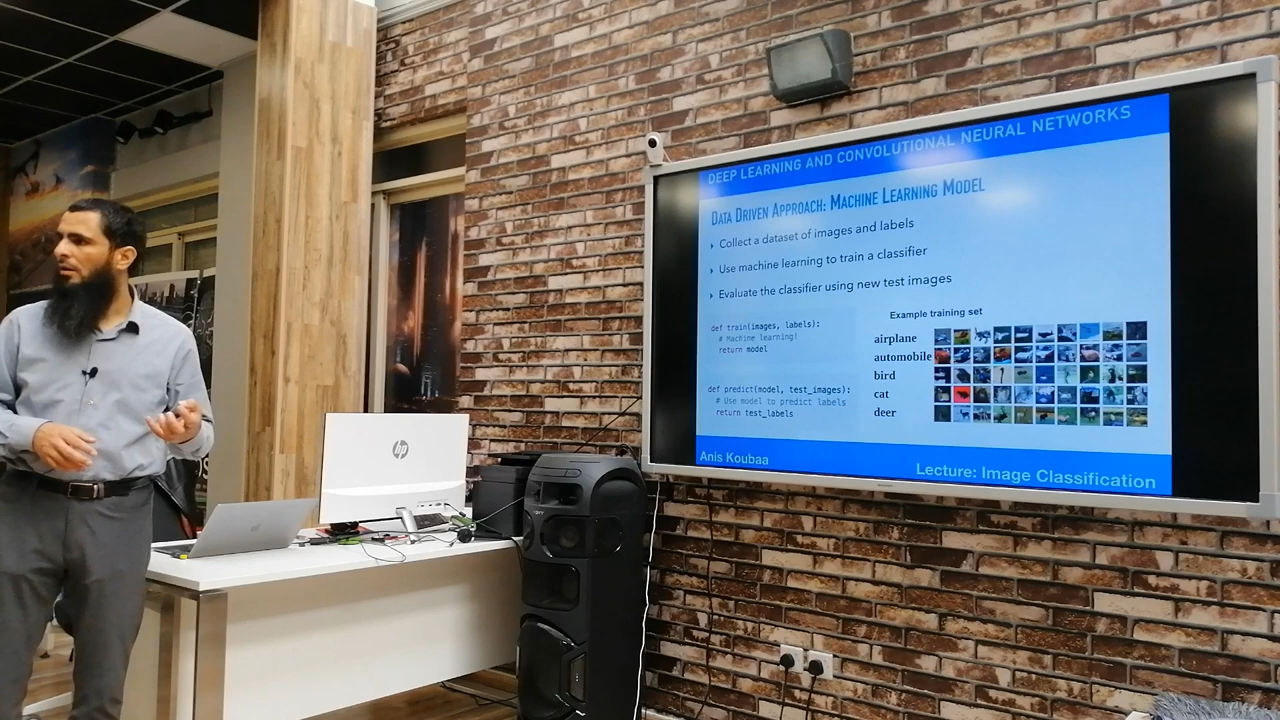 DEEP LEARNING AND CONVOLUTIONAL NEURAL NETWORKS
DATA DRIVEN APPROACH: MACHINE LEARNING MODEL
Collect a dataset of images and labels
Use machine learning to train a classifier
Evaluate the classifier using new test images
def train(images, labels):
# Machine learning!
return model
def predict(model, test_images):
# Use model to predict labels
return test_labels
Example training set
airplane
automobile
bird
cat
deer
Anis Koubaa
Lecture: Image Classification
hp